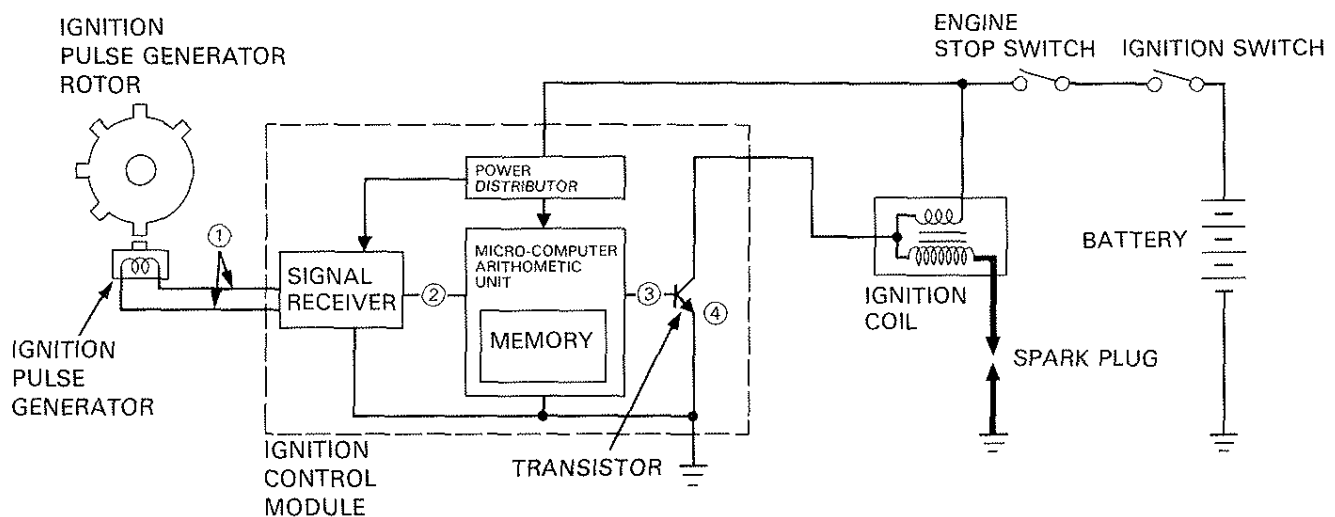 IGNITION
PULSE GENERATOR
ROTOR
ENGINE
STOP SWITCH
IGNITION SWITCH
POWER
DISTRIBUTOR
①
SIGNAL
RECEIVER
②
MICRO-COMPUTER
ARITHOMETIC
UNIT
MEMORY
③
④
BATTERY
IGNITION
COIL
SPARK PLUG
IGNITION
PULSE
GENERATOR
IGNITION
CONTROL
MODULE
TRANSISTOR